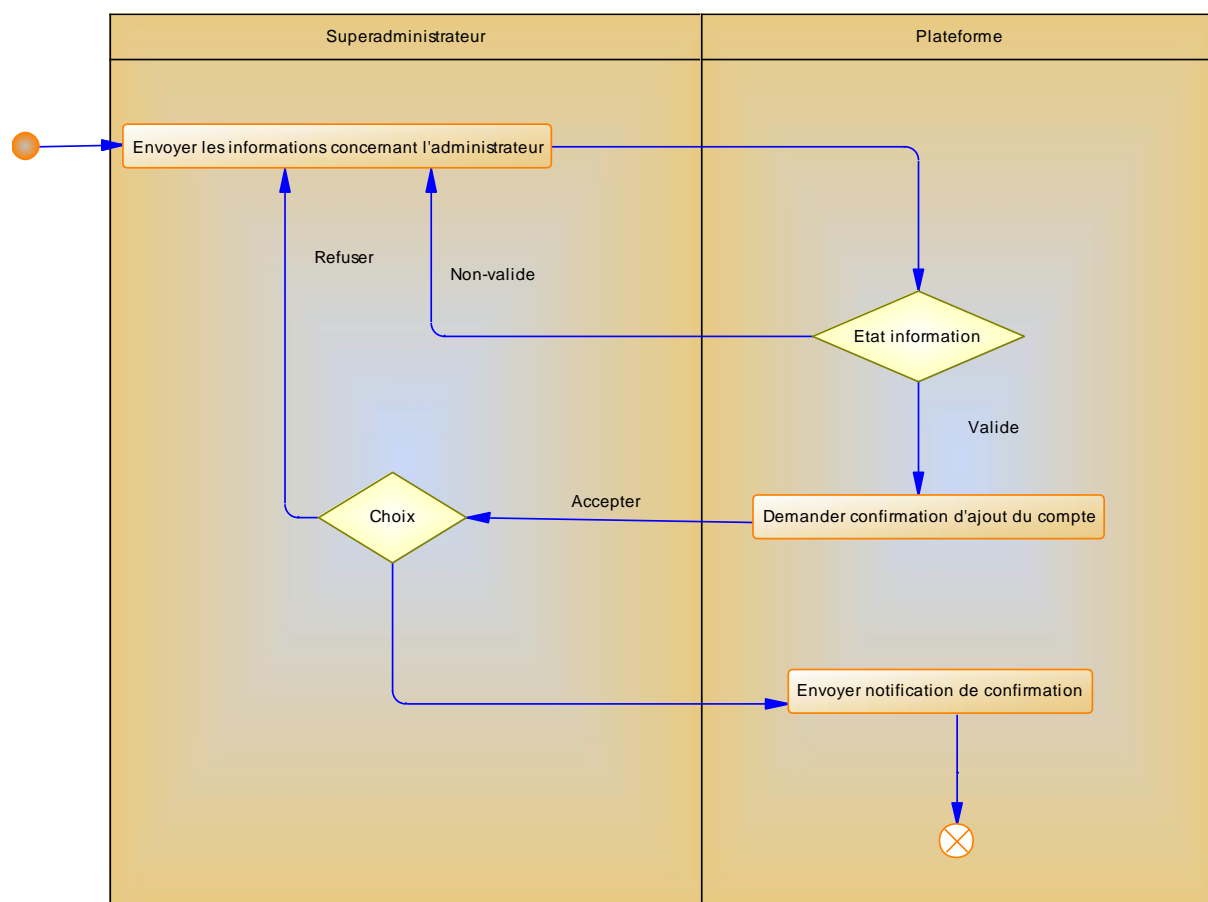 Superadministrateur
Plateforme
Envoyer les informations concernant l'administrateur
Refuser
Non-valide
Etat information
Valide
Accepter
Choix
Demander confirmation d'ajout du compte
Envoyer notification de confirmation